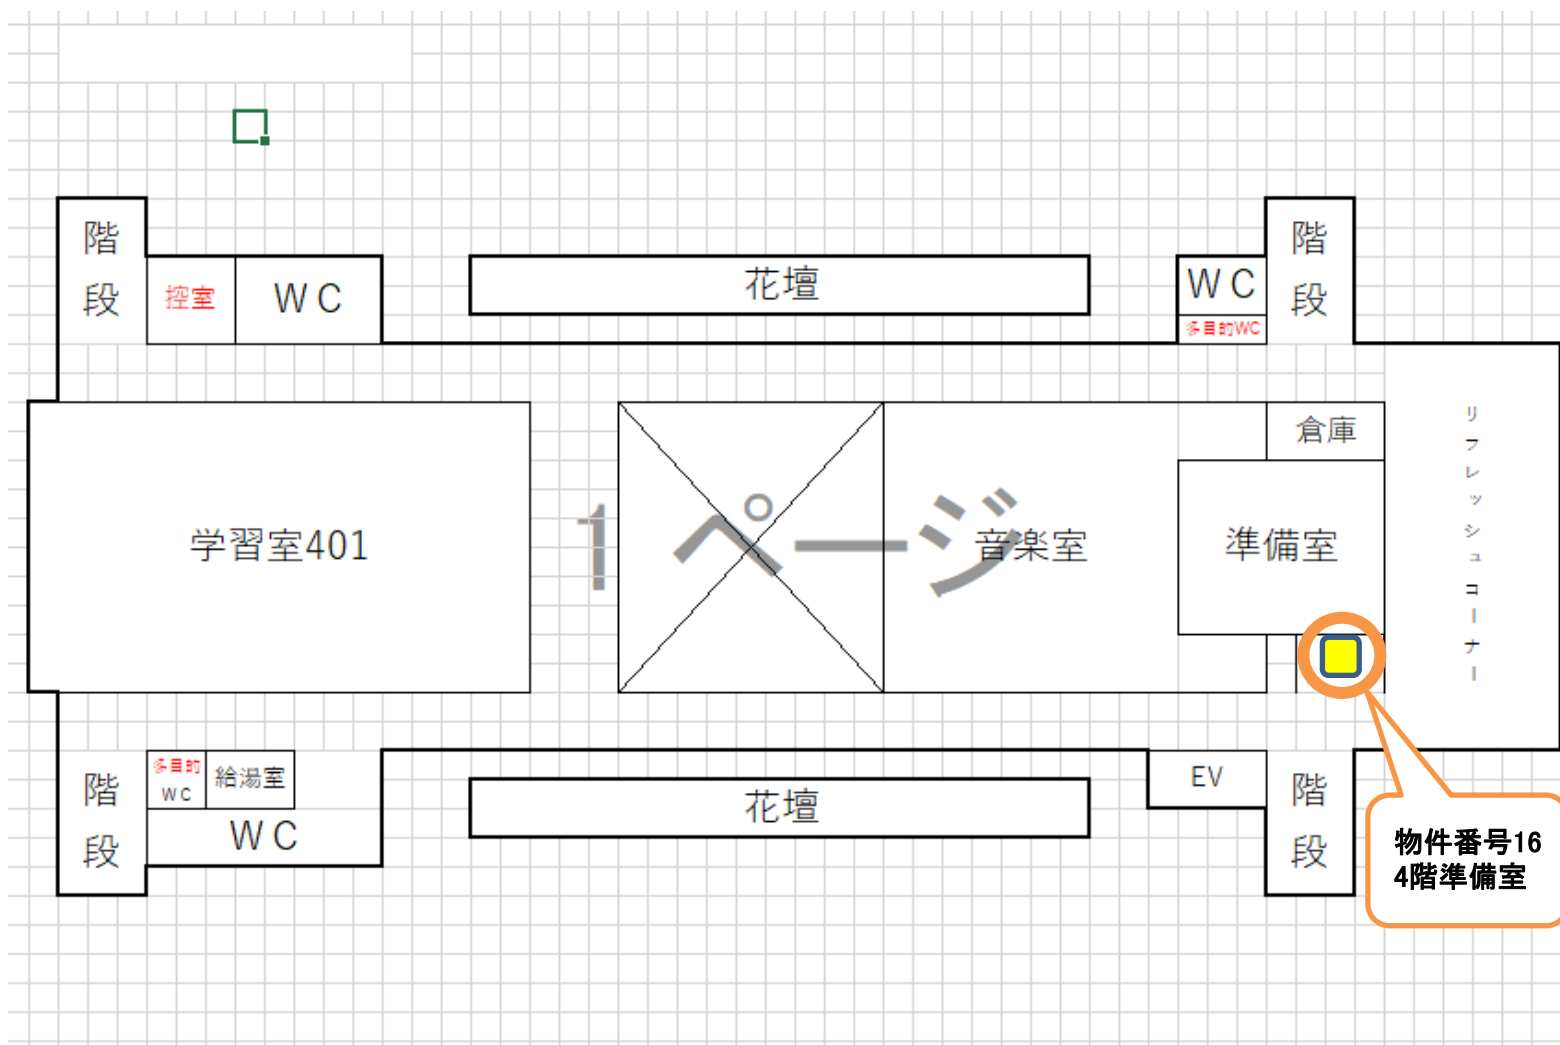 階段
階段
控室
ＷＣ
花壇
ＷＣ
多目的WC
倉庫
リフレッシュコーナー
学習室401
1 ページ
音楽室
準備室
階段
多目的
WC
給湯室
ＷＣ
花壇
EV
階段
物件番号16
4階準備室